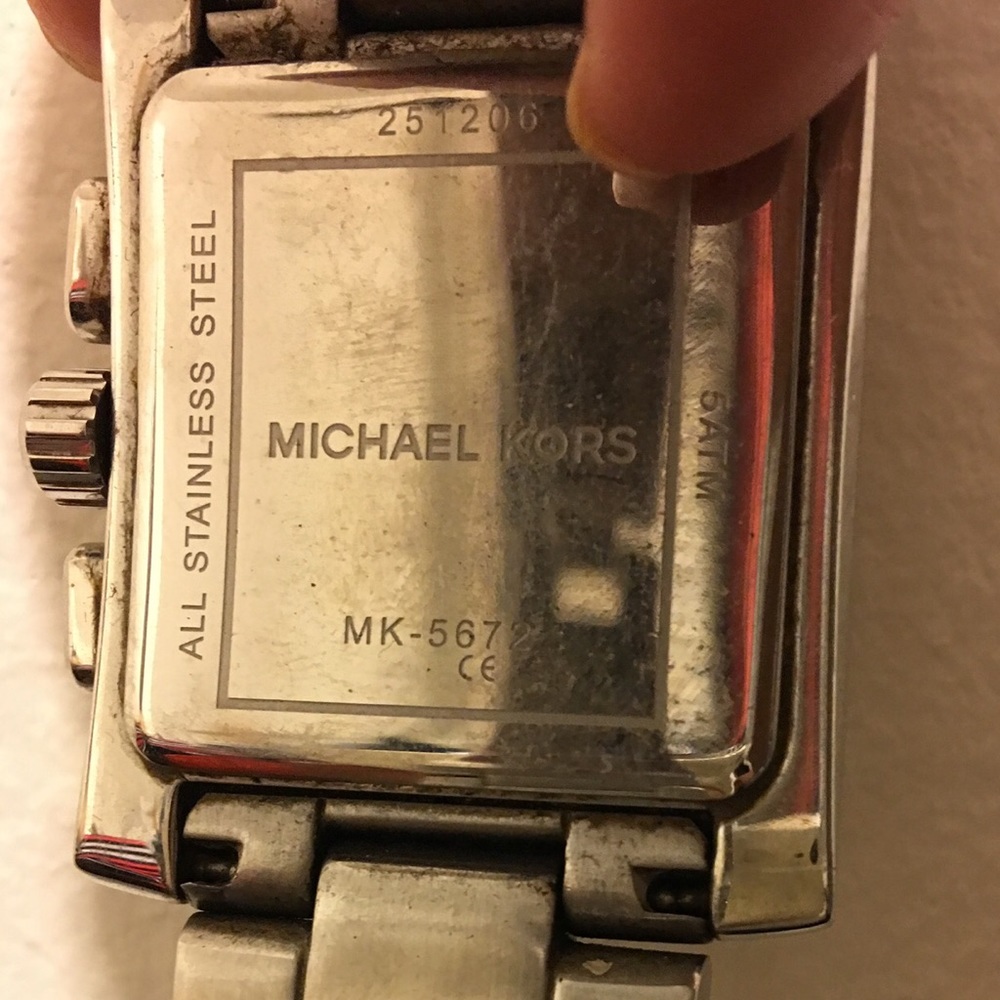 251206
ALL STAINLESS STEEL
MICHAEL KORS
5ATM
MK-5672
CE